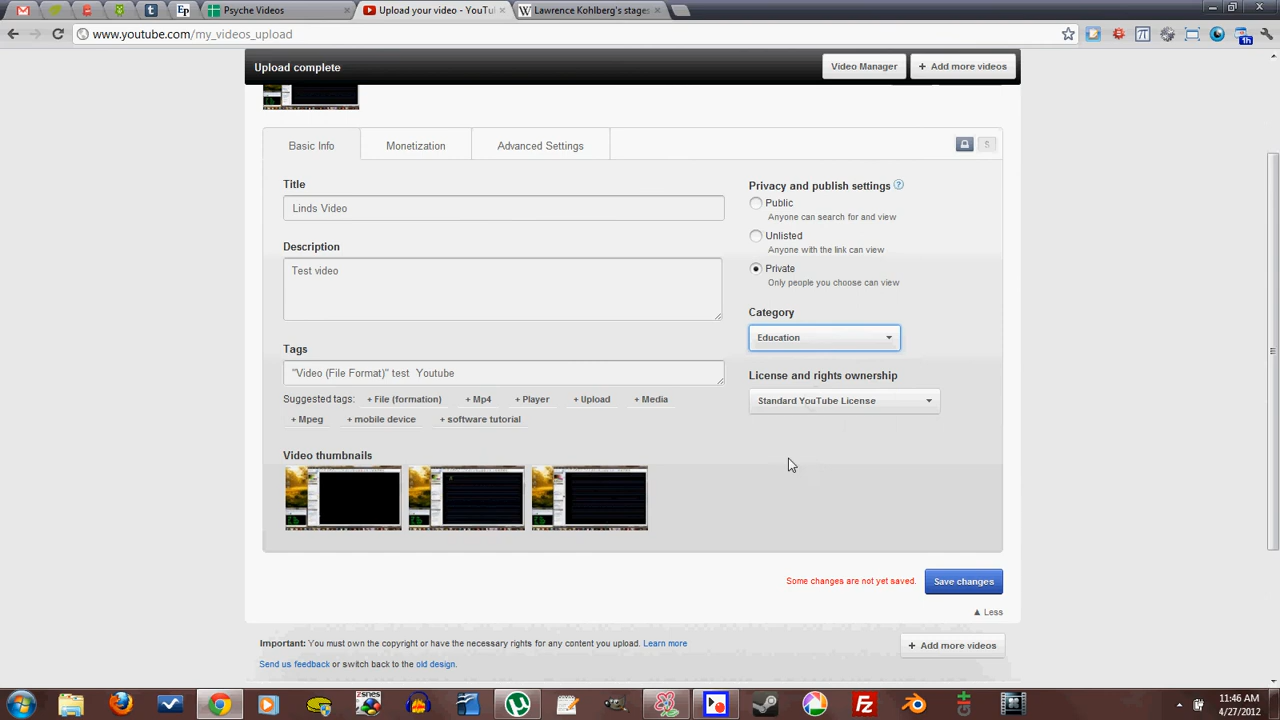 Psyche Videos
Upload your video - YouTu
Lawrence Kohlberg's stages
www.youtube.com/my_videos_upload
1h
Upload complete
Video Manager
+ Add more videos
Basic Info
Monetization
Advanced Settings
S
Title
Linds Video
Description
Test video
Tags
"Video (File Format)" test Youtube
Suggested tags: + File (formation) + Mp4 + Player + Upload + Media
+ Mpeg + mobile device + software tutorial
Video thumbnails
Privacy and publish settings ?
Public
Anyone can search for and view
Unlisted
Anyone with the link can view
Private
Only people you choose can view
Category
Education
License and rights ownership
Standard YouTube License
Some changes are not yet saved.
Save changes
▲ Less
Important: You must own the copyright or have the necessary rights for any content you upload. Learn more
+ Add more videos
Send us feedback or switch back to the old design.
11:46 AM
4/27/2012